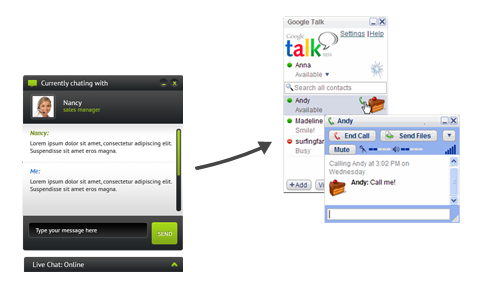 Currently chatting with
Nancy
sales manager
Nancy:
Lorem ipsum dolor sit amet, consectetur adipiscing elit.
Suspendisse sit amet eros magna.
Me:
Lorem ipsum dolor sit amet, consectetur adipiscing elit.
Suspendisse sit amet eros magna.
Type your message here
SEND
Live Chat: Online
Google Talk
Settings | Help
Google
talk
BETA
Anna
Available
Search all contacts
Andy
Available
Madeline
Smile!
surfingfan
Busy
+Add
Vi
Andy
End Call
Send Files
Mute
Calling Andy at 3:02 PM on
Wednesday
Andy: Call me!